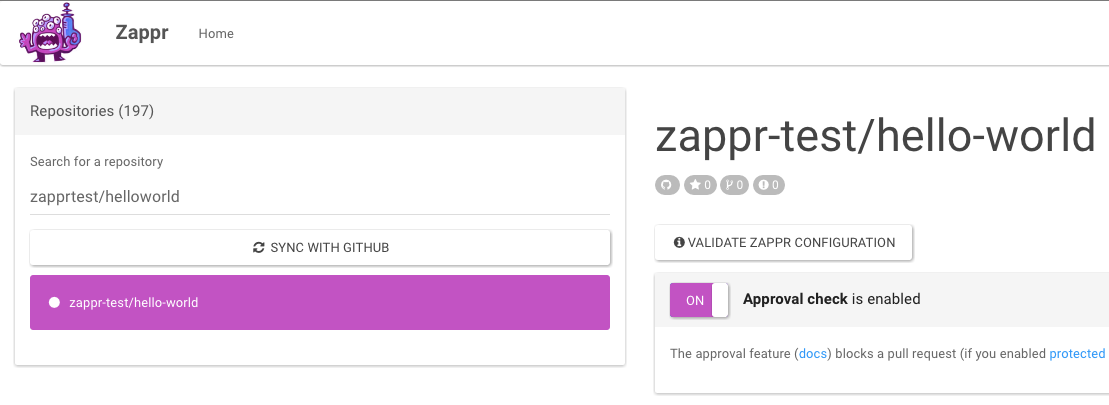 Zappr Home
Repositories (197)
Search for a repository
zapprtest/helloworld
SYNC WITH GITHUB
zappr-test/hello-world
zappr-test/hello-world
0 0 0
VALIDATE ZAPPR CONFIGURATION
ON Approval check is enabled
The approval feature (docs) blocks a pull request (if you enabled protected